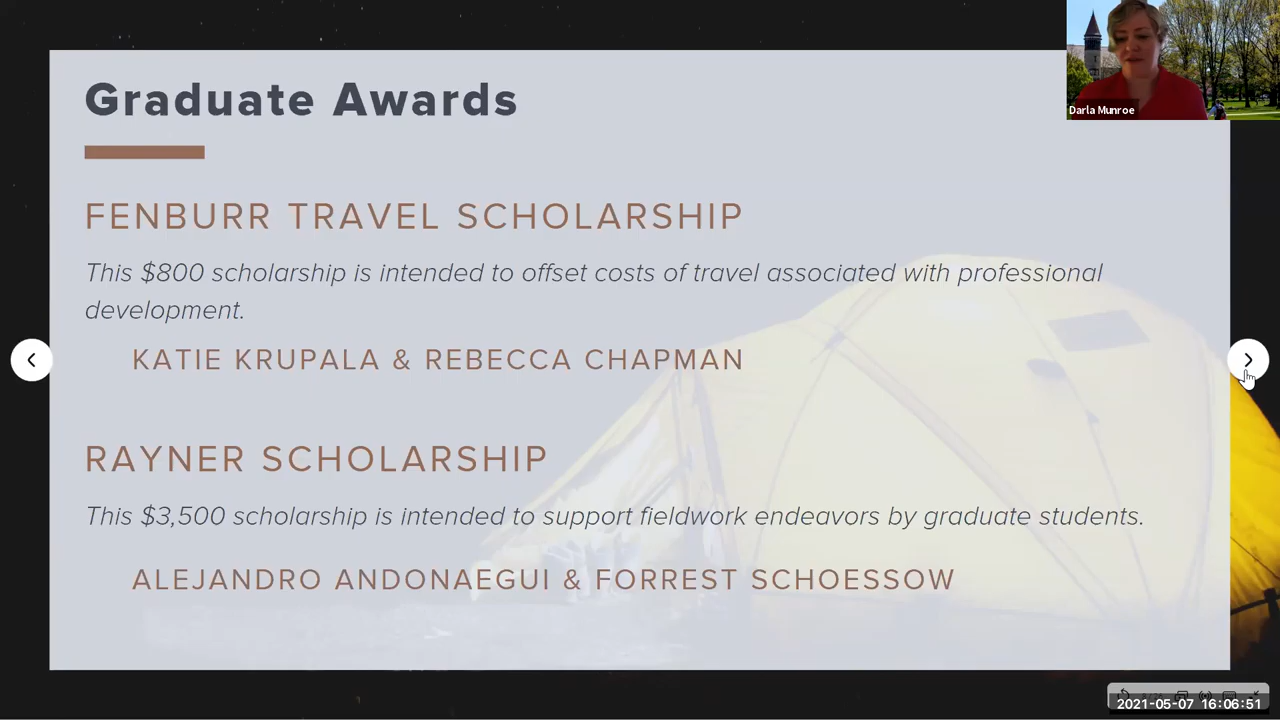 Graduate Awards
Darla Munroe
FENBURR TRAVEL SCHOLARSHIP
This $800 scholarship is intended to offset costs of travel associated with professional
development.
KATIE KRUPALA & REBECCA CHAPMAN
RAYNER SCHOLARSHIP
This $3,500 scholarship is intended to support fieldwork endeavors by graduate students.
ALEJANDRO ANDONAEGUI & FORREST SCHOESSOW
2021-05-07 16:06:51